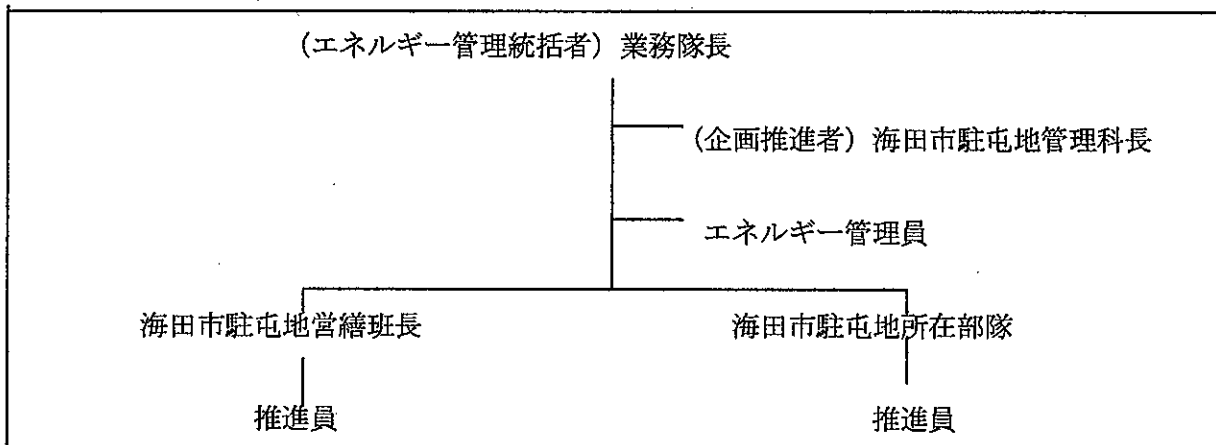 (エネルギー管理統括者) 業務隊長
(企画推進者) 海田市駐屯地管理科長
エネルギー管理員
海田市駐屯地営繕班長 海田市駐屯地所在部隊
推進員 推進員